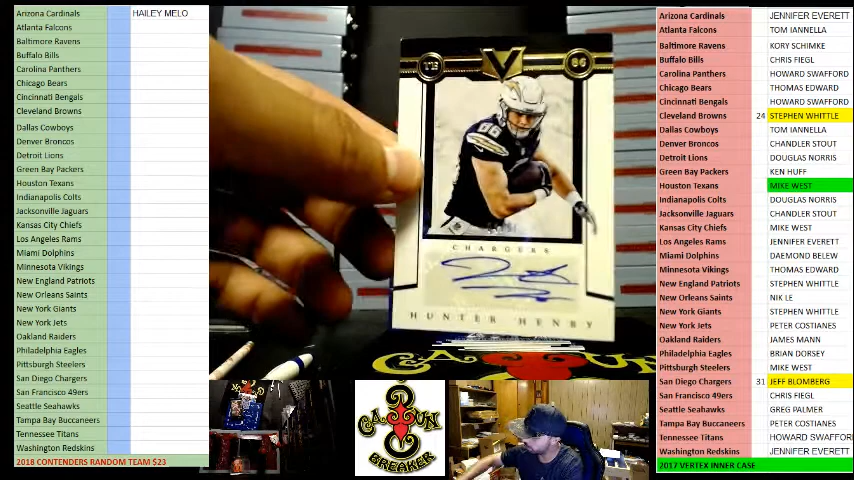 Arizona Cardinals HAILEY MELO
Atlanta Falcons
Baltimore Ravens
Buffalo Bills
Carolina Panthers
Chicago Bears
Cincinnati Bengals
Cleveland Browns
Dallas Cowboys
Denver Broncos
Detroit Lions
Green Bay Packers
Houston Texans
Indianapolis Colts
Jacksonville Jaguars
Kansas City Chiefs
Los Angeles Rams
Miami Dolphins
Minnesota Vikings
New England Patriots
New Orleans Saints
New York Giants
New York Jets
Oakland Raiders
Philadelphia Eagles
Pittsburgh Steelers
San Diego Chargers
San Francisco 49ers
Seattle Seahawks
Tampa Bay Buccaneers
Tennessee Titans
Washington Redskins
2018 CONTENDERS RANDOM TEAM $23
TE V 86
CHARGERS
HUNTER HENRY
CAJUN
BREAKER
Arizona Cardinals JENNIFER EVERETT
Atlanta Falcons TOM IANNELLA
Baltimore Ravens KORY SCHIMKE
Buffalo Bills CHRIS FIEGL
Carolina Panthers HOWARD SWAFFORD
Chicago Bears THOMAS EDWARD
Cincinnati Bengals HOWARD SWAFFORD
Cleveland Browns 24 STEPHEN WHITTLE
Dallas Cowboys TOM IANNELLA
Denver Broncos CHANDLER STOUT
Detroit Lions DOUGLAS NORRIS
Green Bay Packers KEN HUFF
Houston Texans MIKE WEST
Indianapolis Colts DOUGLAS NORRIS
Jacksonville Jaguars CHANDLER STOUT
Kansas City Chiefs MIKE WEST
Los Angeles Rams JENNIFER EVERETT
Miami Dolphins DAEMOND BELEW
Minnesota Vikings THOMAS EDWARD
New England Patriots STEPHEN WHITTLE
New Orleans Saints NIK LE
New York Giants STEPHEN WHITTLE
New York Jets PETER COSTIANES
Oakland Raiders JAMES MANN
Philadelphia Eagles BRIAN DORSEY
Pittsburgh Steelers MIKE WEST
San Diego Chargers 31 JEFF BLOMBERG
San Francisco 49ers CHRIS FIEGL
Seattle Seahawks GREG PALMER
Tampa Bay Buccaneers PETER COSTIANES
Tennessee Titans HOWARD SWAFFORD
Washington Redskins JENNIFER EVERETT
2017 VERTEX INNER CASE